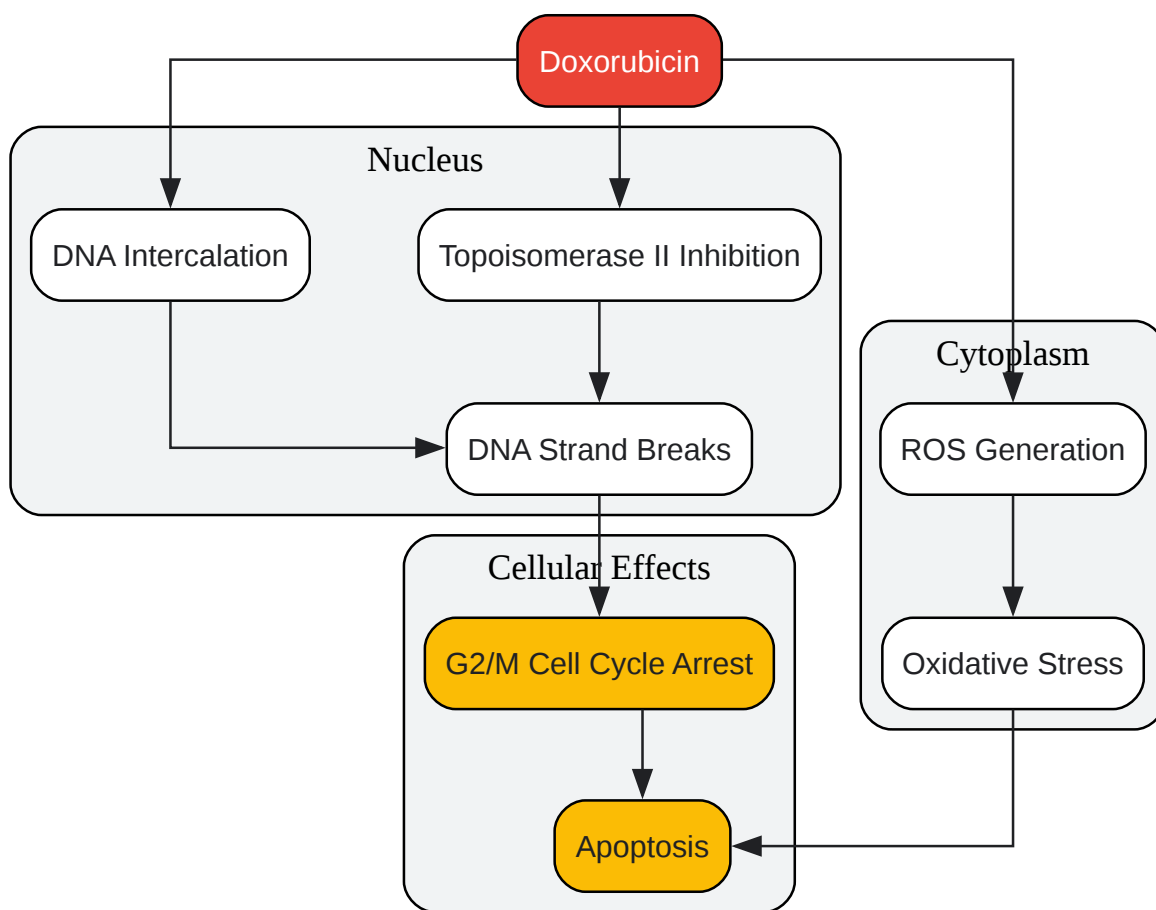 Doxorubicin
Nucleus
DNA Intercalation
Topoisomerase II Inhibition
Cytoplasm
DNA Strand Breaks
ROS Generation
Cellular Effects
G2/M Cell Cycle Arrest
Oxidative Stress
Apoptosis